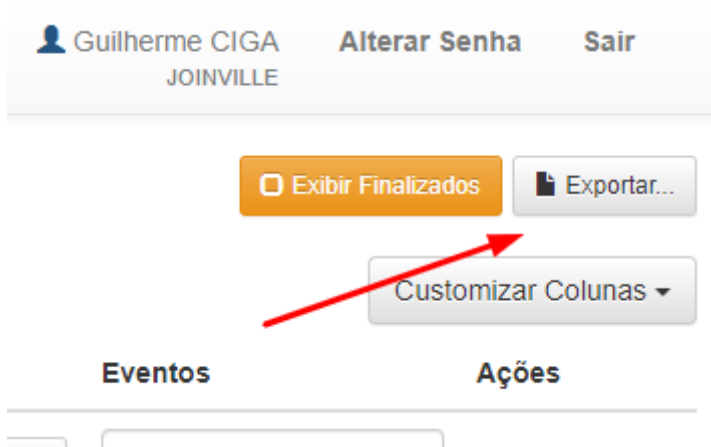 Guilherme CIGA Alterar Senha Sair
JOINVILLE
Exibir Finalizados Exportar...
Customizar Colunas
Eventos Ações